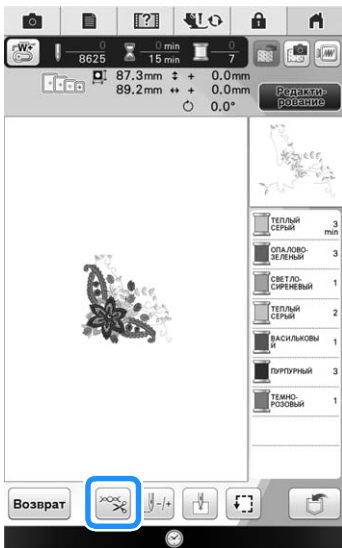 W+
0
8625
0 min
15 min
0
7
87.3mm ↕ + 0.0mm
89.2mm ↔ + 0.0mm
0.0°
Редакти-
рование
ТЕПЛЫЙ
СЕРЫЙ
3
min
ОПАЛОВО-
ЗЕЛЕНЫЙ
3
СВЕТЛО-
СИРЕНЕВЫЙ
1
ТЕПЛЫЙ
СЕРЫЙ
2
ВАСИЛЬКОВЫ
Й
1
ПУРПУРНЫЙ
3
ТЕМНО-
РОЗОВЫЙ
1
Возврат
-/+